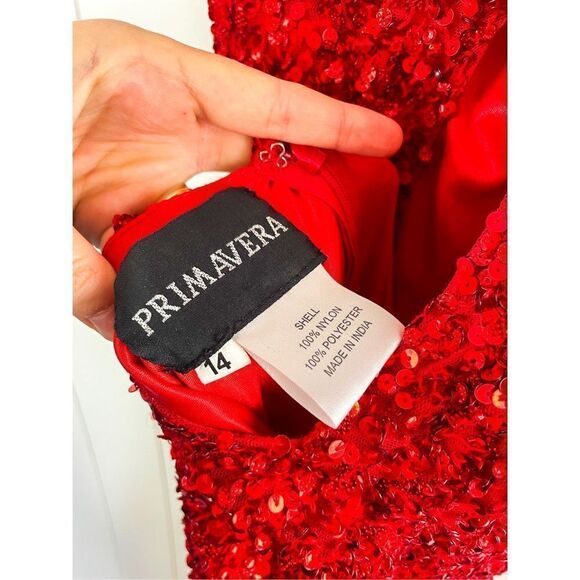 PRIMAVERA
14
SHELL
100% NYLON
100% POLYESTER
MADE IN INDIA